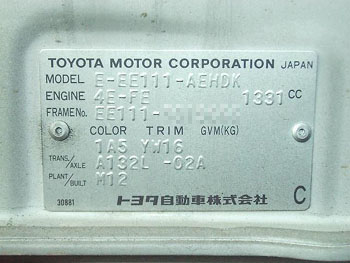 TOYOTA MOTOR CORPORATION JAPAN
MODEL E-EE111-AEHDK
ENGINE 4E-FE 1331 CC
FRAME No. EE111-
COLOR TRIM GVM(KG)
1A5 YW16
TRANS./AXLE A132L -02A
PLANT/BUILT M12
30881 トヨタ自動車株式会社 C